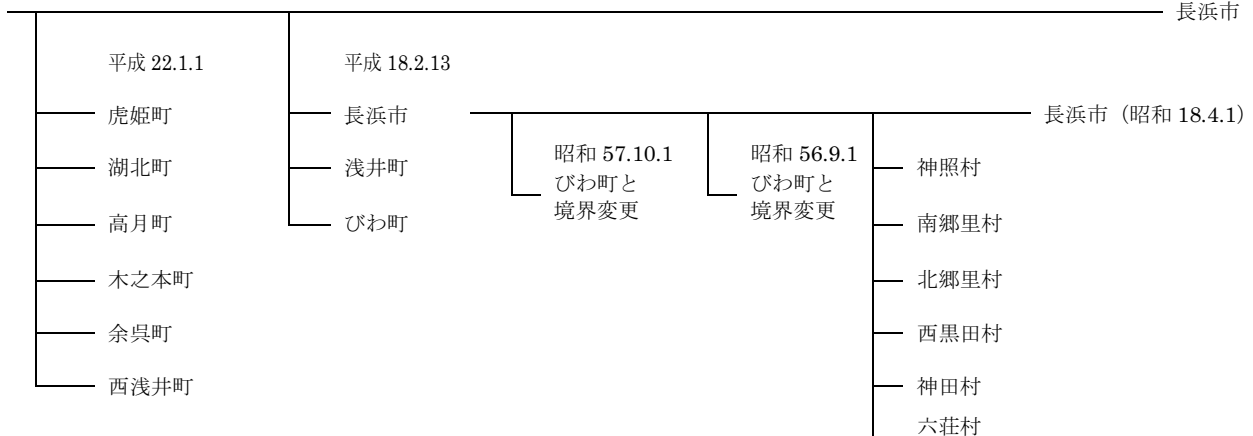 長浜市
平成 22.1.1
虎姫町
湖北町
高月町
木之本町
余呉町
西浅井町
平成 18.2.13
長浜市
浅井町
びわ町
昭和 57.10.1
びわ町と
境界変更
昭和 56.9.1
びわ町と
境界変更
長浜市（昭和 18.4.1）
神照村
南郷里村
北郷里村
西黒田村
神田村
六荘村